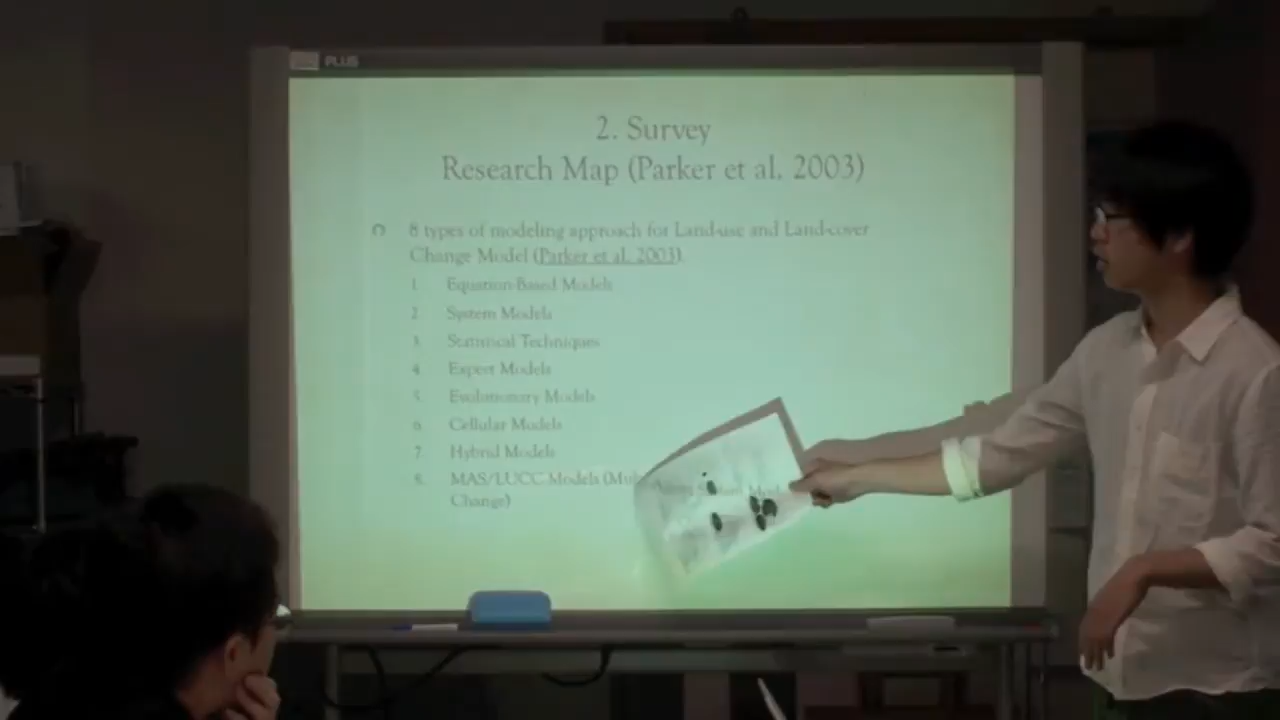 PLUS
2. Survey
Research Map (Parker et al. 2003)
8 types of modeling approach for Land-use and Land-cover
Change Model (Parker et al. 2003)
1. Equation-Based Models
2. System Models
3. Statistical Techniques
4. Expert Models
5. Evolutionary Models
6. Cellular Models
7. Hybrid Models
8. MAS/LUCC Models (Mul
Change)